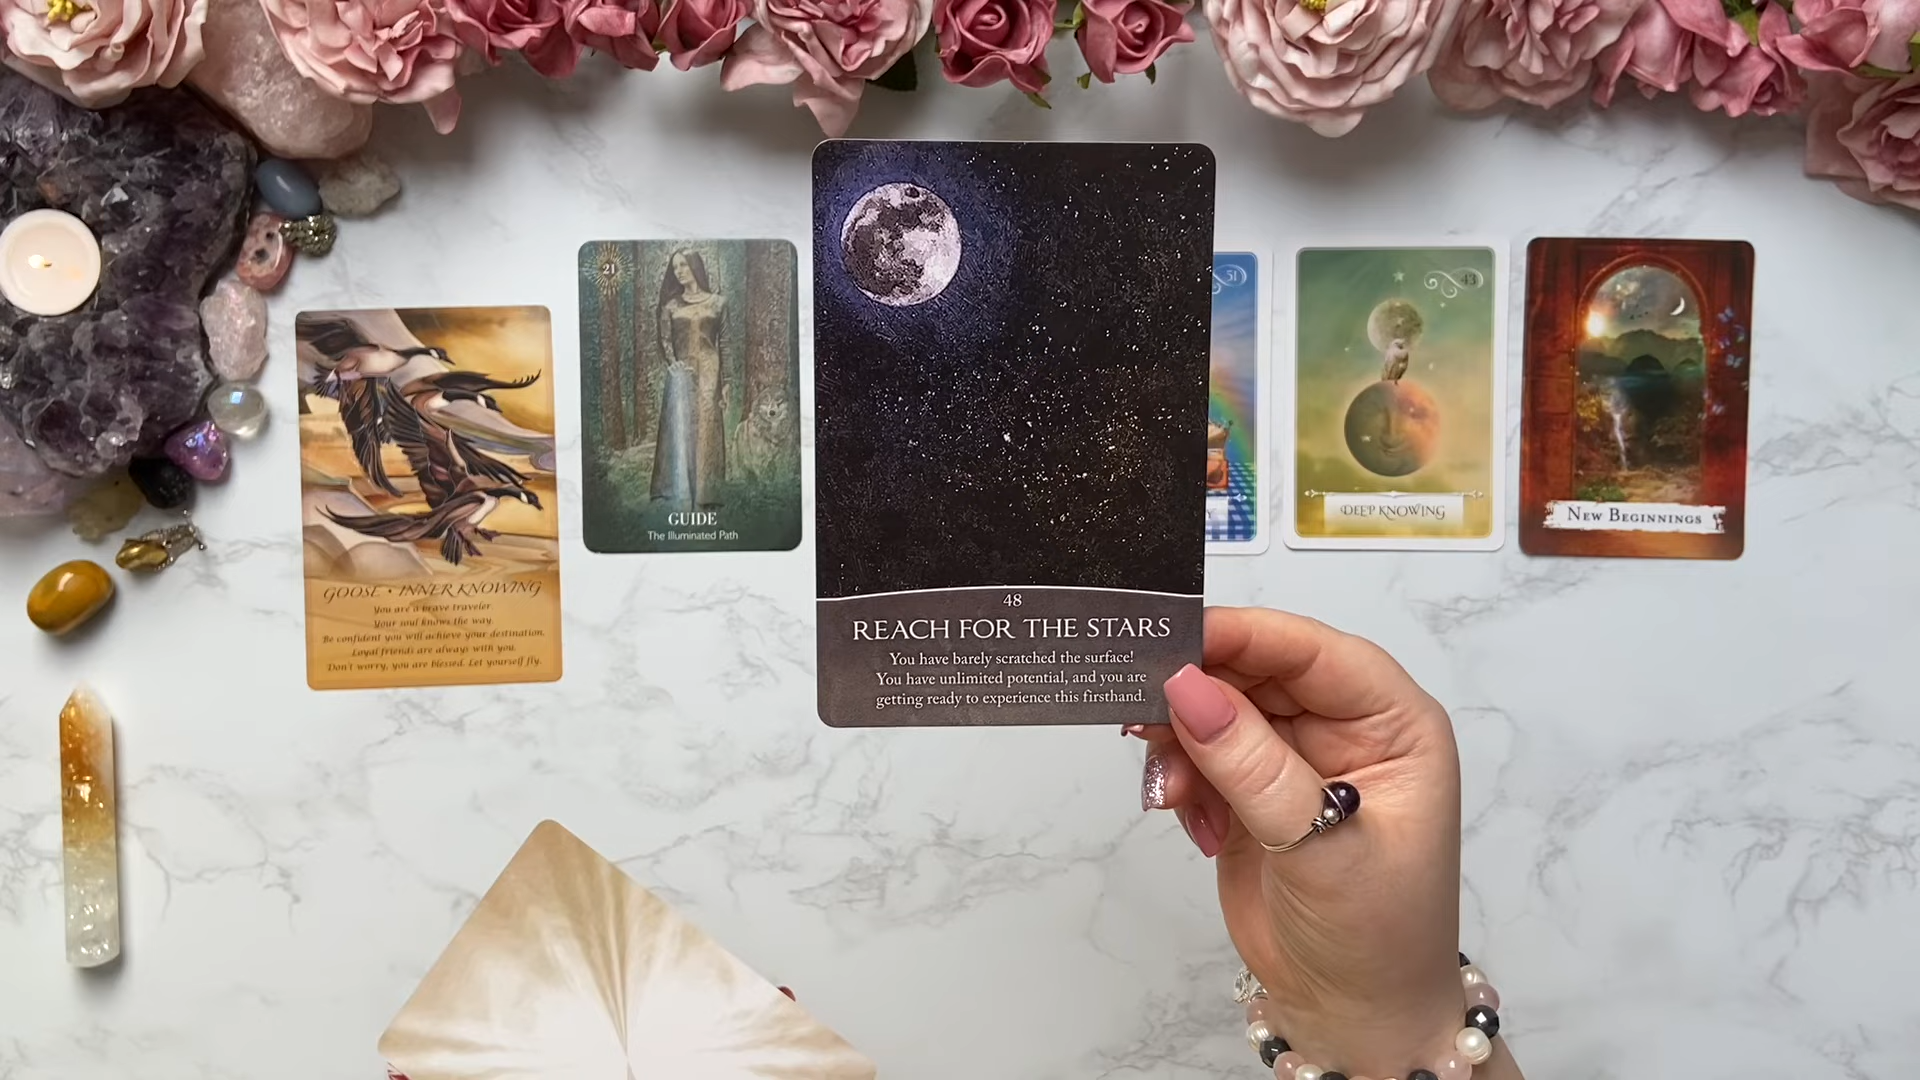 GOOSE • INNER KNOWING
You are a brave traveler.
Your soul knows the way.
Be confident you will achieve your destination.
Loyal friends are always with you.
Don't worry, you are blessed. Let yourself fly.
21
GUIDE
The Illuminated Path
48
REACH FOR THE STARS
You have barely scratched the surface!
You have unlimited potential, and you are
getting ready to experience this firsthand.
51
Y
43
DEEP KNOWING
NEW BEGINNINGS